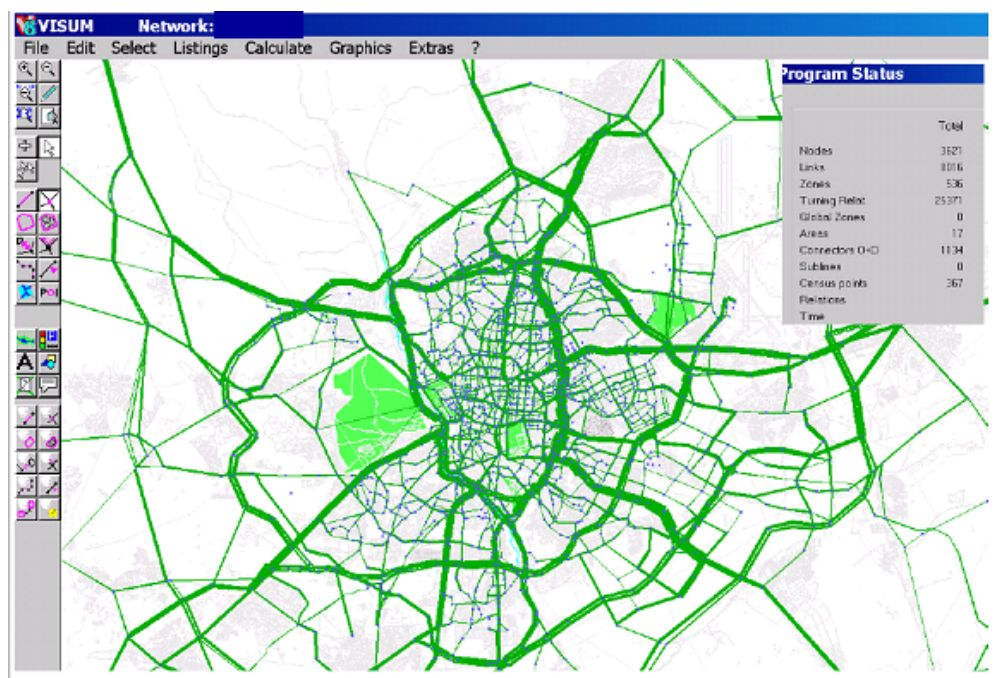 VISUM Network:
File Edit Select Listings Calculate Graphics Extras ?
Program Status
Total
Nodes 3621
Links 8016
Zones 536
Turning Relat. 25371
Global Zones 0
Areas 17
Connectors O+D 1134
Sublines 0
Census points 367
Relations
Time
POI
A